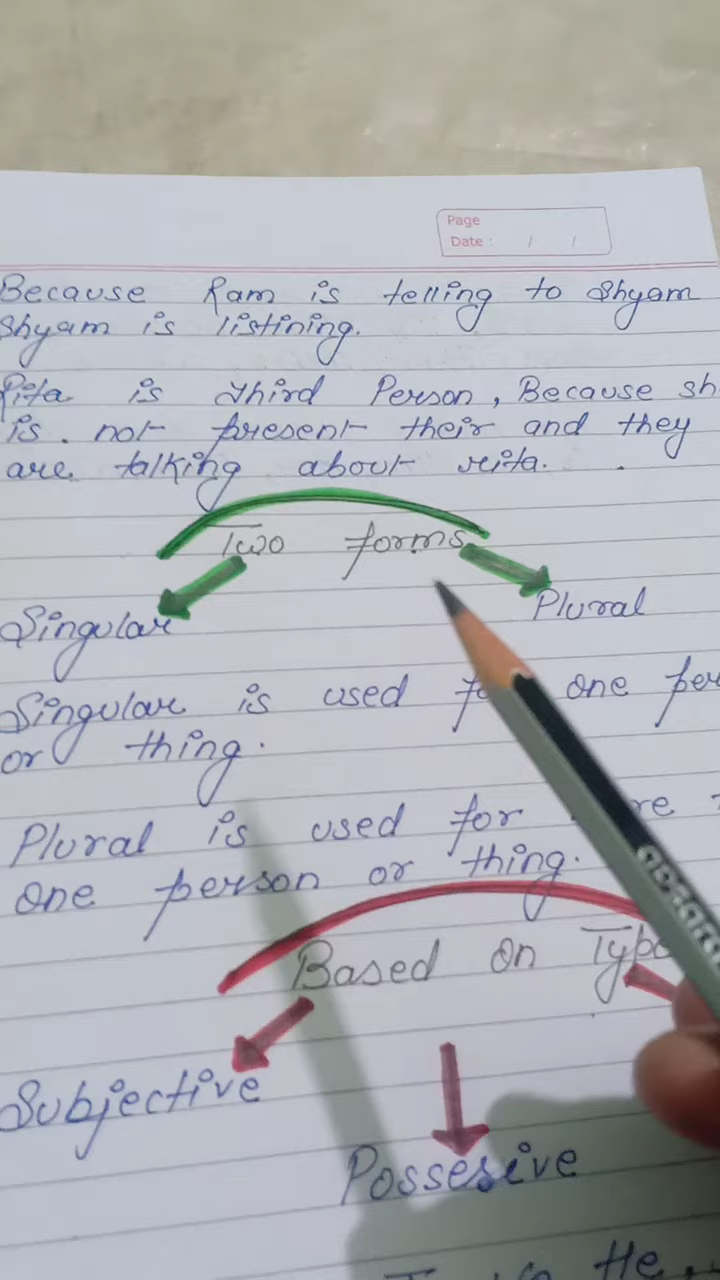 Page
Date : / /
Because Ram is telling to Shyam
Shyam is listining.
Rita is third Person, Because sh
is not present their and they
are talking about rita.
Two forms
Singular
Plural
Singular is used one per
or thing.
Plural is used for
one person or thing.
Based on Type
Subjective
Possesive
He